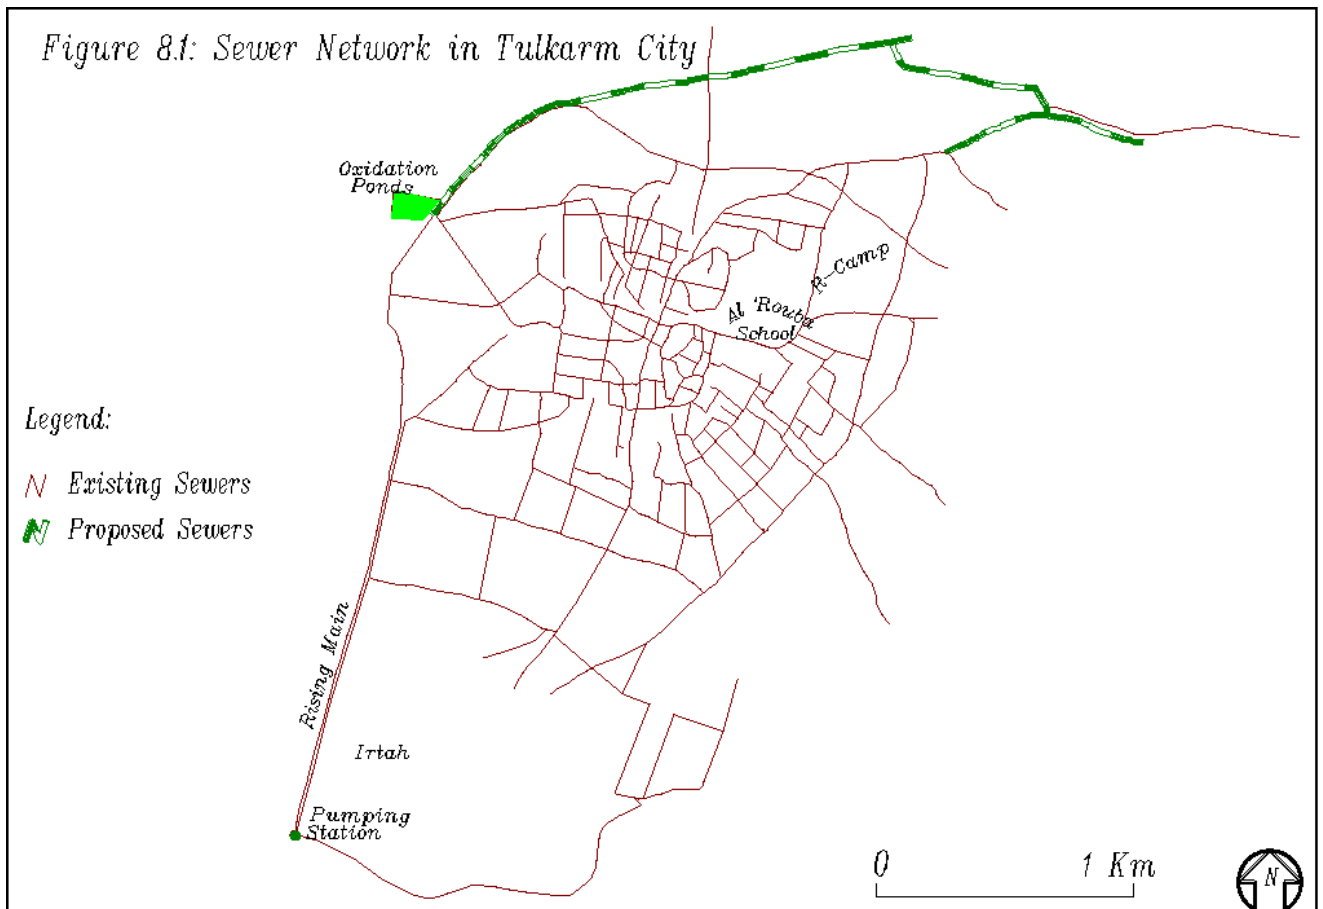 Figure 8.1: Sewer Network in Tulkarm City
Oxidation
Ponds
R-Camp
Al 'Rouba
School
Legend:
Existing Sewers
Proposed Sewers
Rising Main
Irtah
Pumping
Station
0 1 Km
N